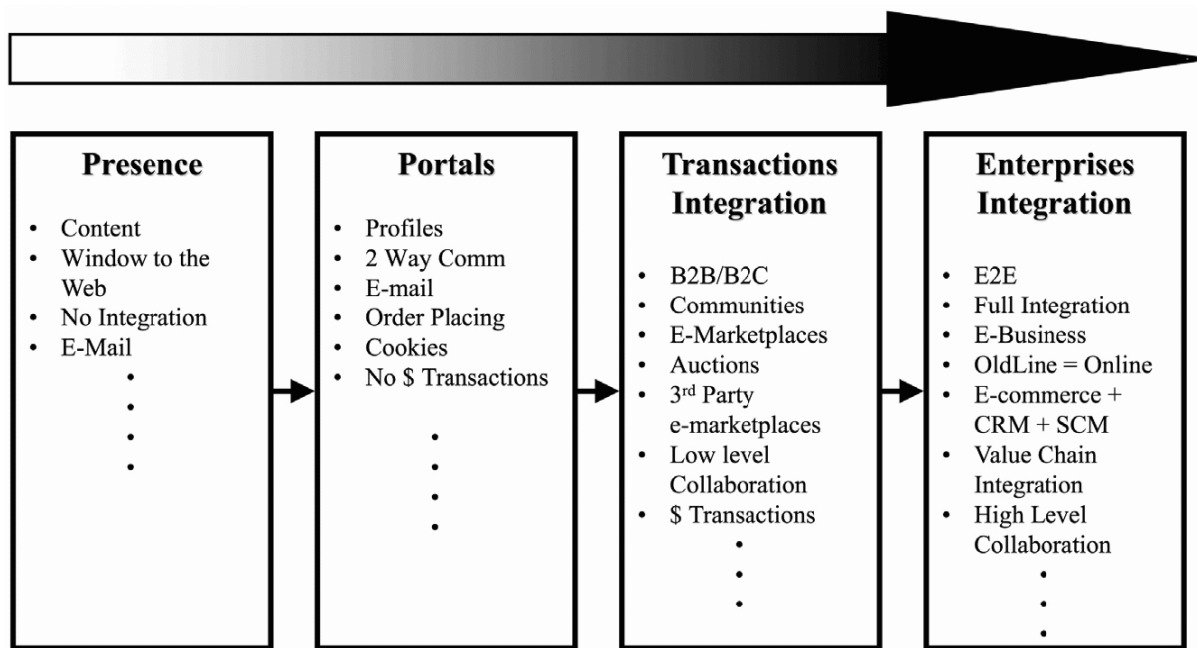 Presence
• Content
• Window to the
Web
• No Integration
• E-Mail
Portals
• Profiles
• 2 Way Comm
• E-mail
• Order Placing
• Cookies
• No $ Transactions
Transactions
Integration
• B2B/B2C
• Communities
• E-Marketplaces
• Auctions
• 3rd Party
e-marketplaces
• Low level
Collaboration
• $ Transactions
Enterprises
Integration
• E2E
• Full Integration
• E-Business
• OldLine = Online
• E-commerce +
CRM + SCM
• Value Chain
Integration
• High Level
Collaboration